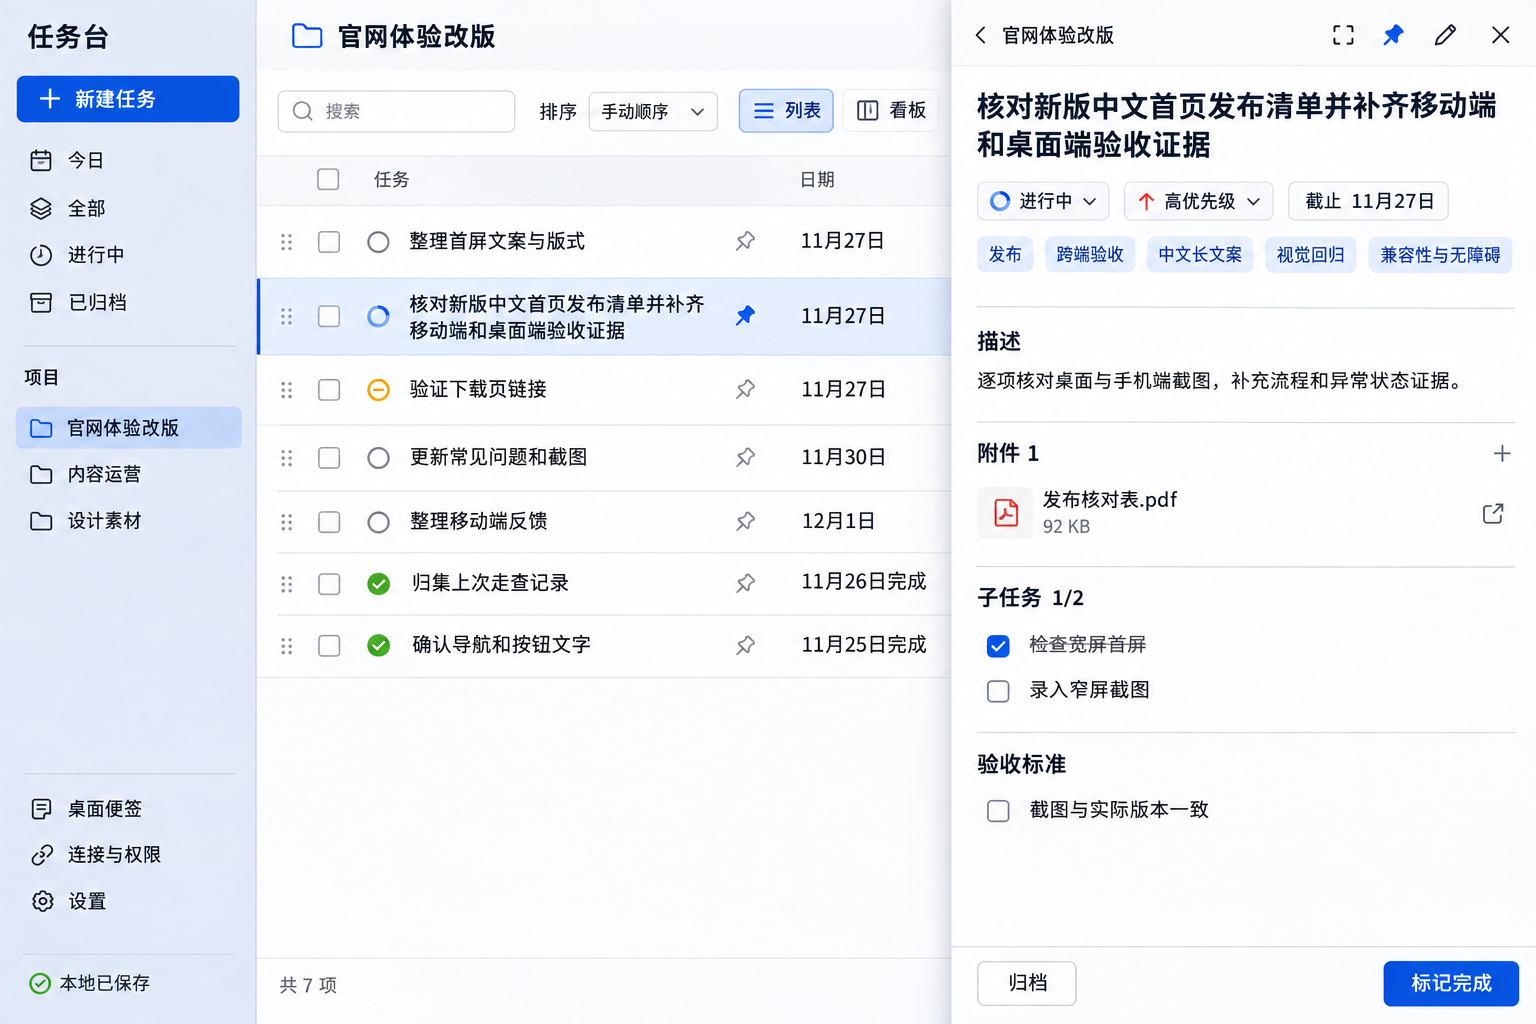 任务台
新建任务
今日
全部
进行中
已归档
项目
官网体验改版
内容运营
设计素材
桌面便签
连接与权限
设置
本地已保存
官网体验改版
搜索
排序
手动顺序
列表
看板
任务 日期
整理首屏文案与版式 11月27日
核对新版中文首页发布清单并补齐
移动端和桌面端验收证据 11月27日
验证下载页链接 11月27日
更新常见问题和截图 11月30日
整理移动端反馈 12月1日
归集上次走查记录 11月26日完成
确认导航和按钮文字 11月25日完成
共 7 项
官网体验改版
核对新版中文首页发布清单并补齐移动端
和桌面端验收证据
进行中 高优先级 截止 11月27日
发布 跨端验收 中文长文案 视觉回归 兼容性与无障碍
描述
逐项核对桌面与手机端截图，补充流程和异常状态证据。
附件 1
发布核对表.pdf
92 KB
子任务 1/2
检查宽屏首屏
录入窄屏截图
验收标准
截图与实际版本一致
归档 标记完成